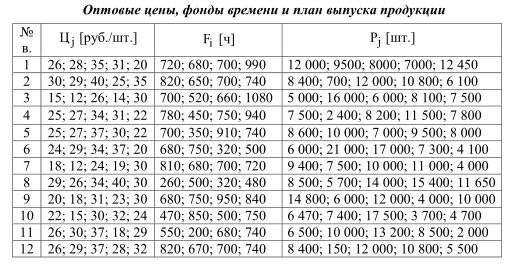 Оптовые цены, фонды времени и план выпуска продукции
№ в. Цj [руб./шт.] Fi [ч] Pj [шт.]
1 26; 28; 35; 31; 20 720; 680; 700; 990 12 000; 9500; 8000; 7000; 12 450
2 30; 29; 40; 25; 35 820; 650; 700; 740 8 400; 700; 12 000; 10 800; 6 100
3 15; 12; 26; 14; 30 700; 520; 660; 1080 5 000; 16 000; 6 000; 8 100; 7 500
4 25; 27; 34; 31; 22 780; 450; 750; 940 7 500; 2 400; 8 200; 11 500; 7 800
5 25; 27; 37; 30; 22 700; 350; 910; 740 8 600; 10 000; 7 000; 9 500; 8 000
6 24; 29; 34; 37; 20 680; 750; 320; 500 6 000; 21 000; 17 000; 7 300; 4 100
7 18; 12; 24; 19; 30 810; 680; 700; 720 9 400; 7 500; 10 000; 11 000; 4 000
8 29; 26; 34; 40; 30 260; 500; 320; 480 8 500; 5 700; 14 000; 15 400; 11 650
9 20; 18; 31; 23; 30 680; 750; 950; 840 14 800; 6 000; 12 000; 4 000; 10 000
10 22; 15; 30; 32; 24 470; 850; 500; 750 6 470; 7 400; 17 500; 3 700; 4 700
11 26; 30; 37; 18; 29 550; 200; 680; 740 6 500; 10 000; 13 200; 8 500; 2 000
12 26; 29; 37; 28; 32 820; 670; 700; 740 8 400; 150; 12 000; 10 800; 5 500